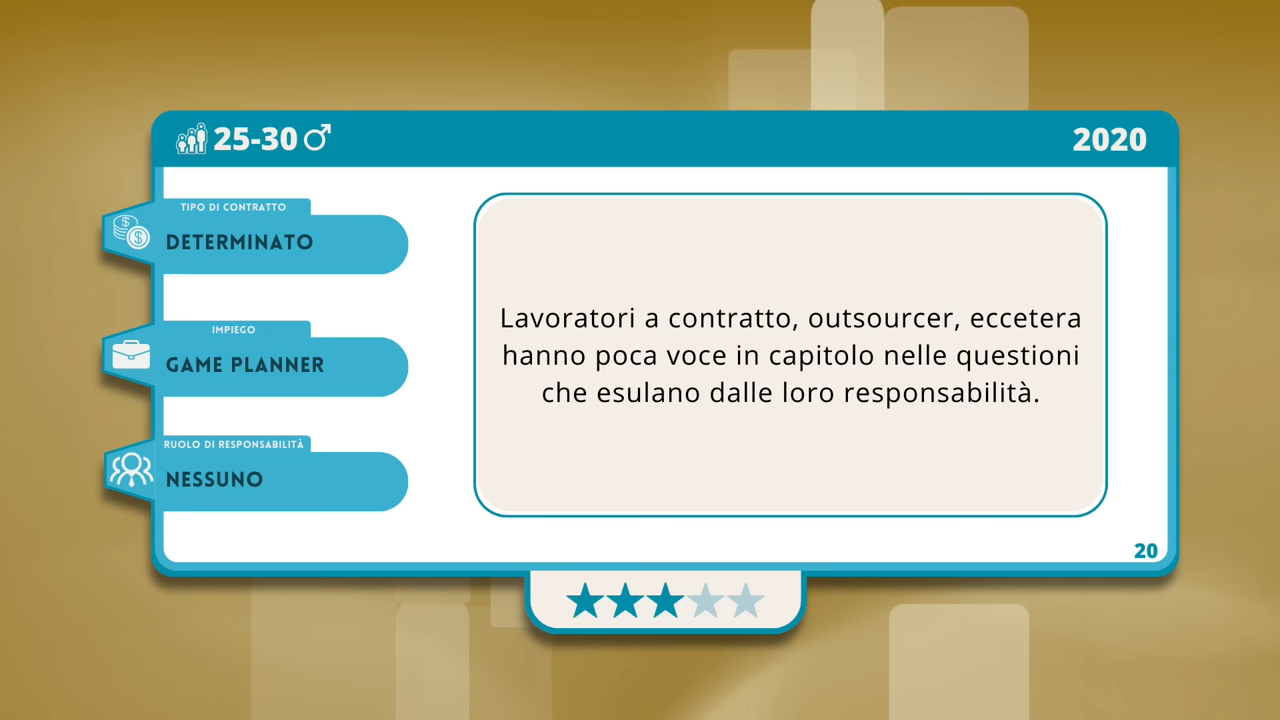 25-30
2020
TIPO DI CONTRATTO
DETERMINATO
IMPIEGO
GAME PLANNER
RUOLO DI RESPONSABILITÀ
NESSUNO
Lavoratori a contratto, outsourcer, eccetera
hanno poca voce in capitolo nelle questioni
che esulano dalle loro responsabilità.
20